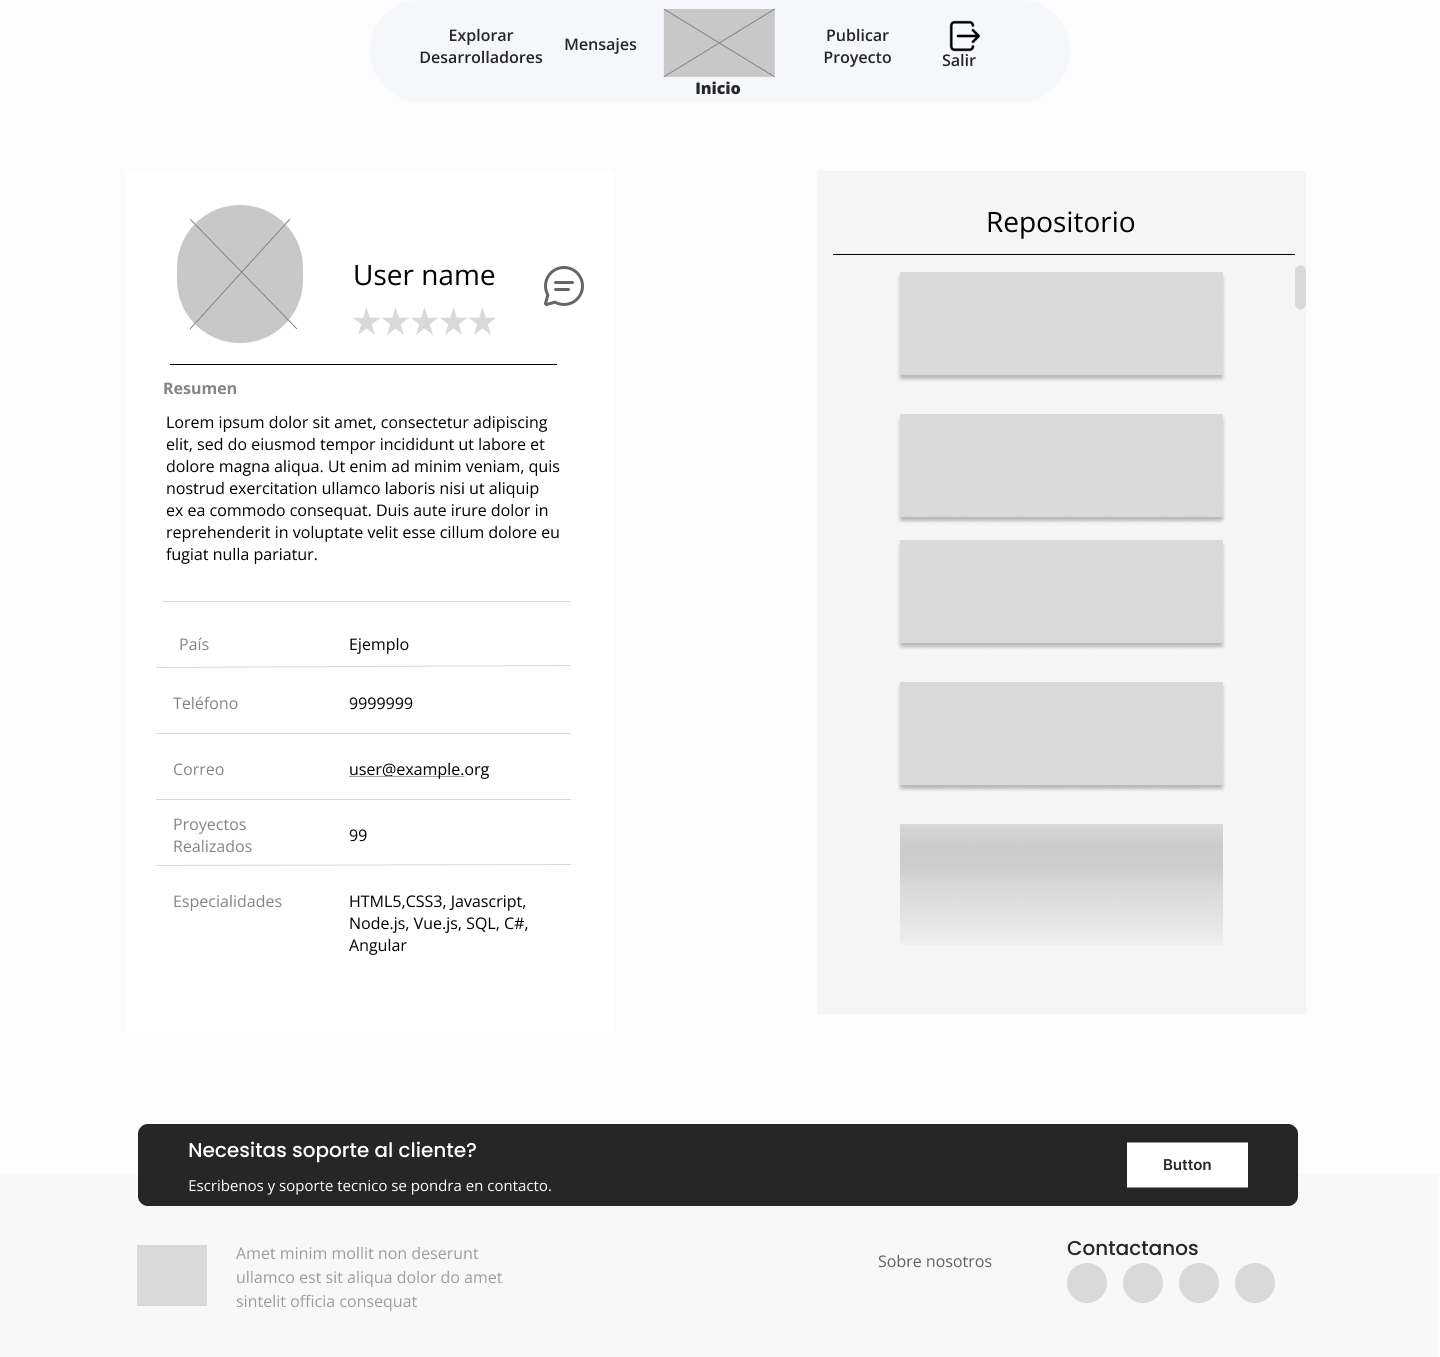 Explorar
Desarrolladores
Mensajes
Inicio
Publicar
Proyecto
Salir
User name
Resumen
Lorem ipsum dolor sit amet, consectetur adipiscing
elit, sed do eiusmod tempor incididunt ut labore et
dolore magna aliqua. Ut enim ad minim veniam, quis
nostrud exercitation ullamco laboris nisi ut aliquip
ex ea commodo consequat. Duis aute irure dolor in
reprehenderit in voluptate velit esse cillum dolore eu
fugiat nulla pariatur.
País
Ejemplo
Teléfono
9999999
Correo
user@example.org
Proyectos
Realizados
99
Especialidades
HTML5,CSS3, Javascript,
Node.js, Vue.js, SQL, C#,
Angular
Repositorio
Necesitas soporte al cliente?
Escribenos y soporte tecnico se pondra en contacto.
Button
Amet minim mollit non deserunt
ullamco est sit aliqua dolor do amet
sintelit officia consequat
Sobre nosotros
Contactanos